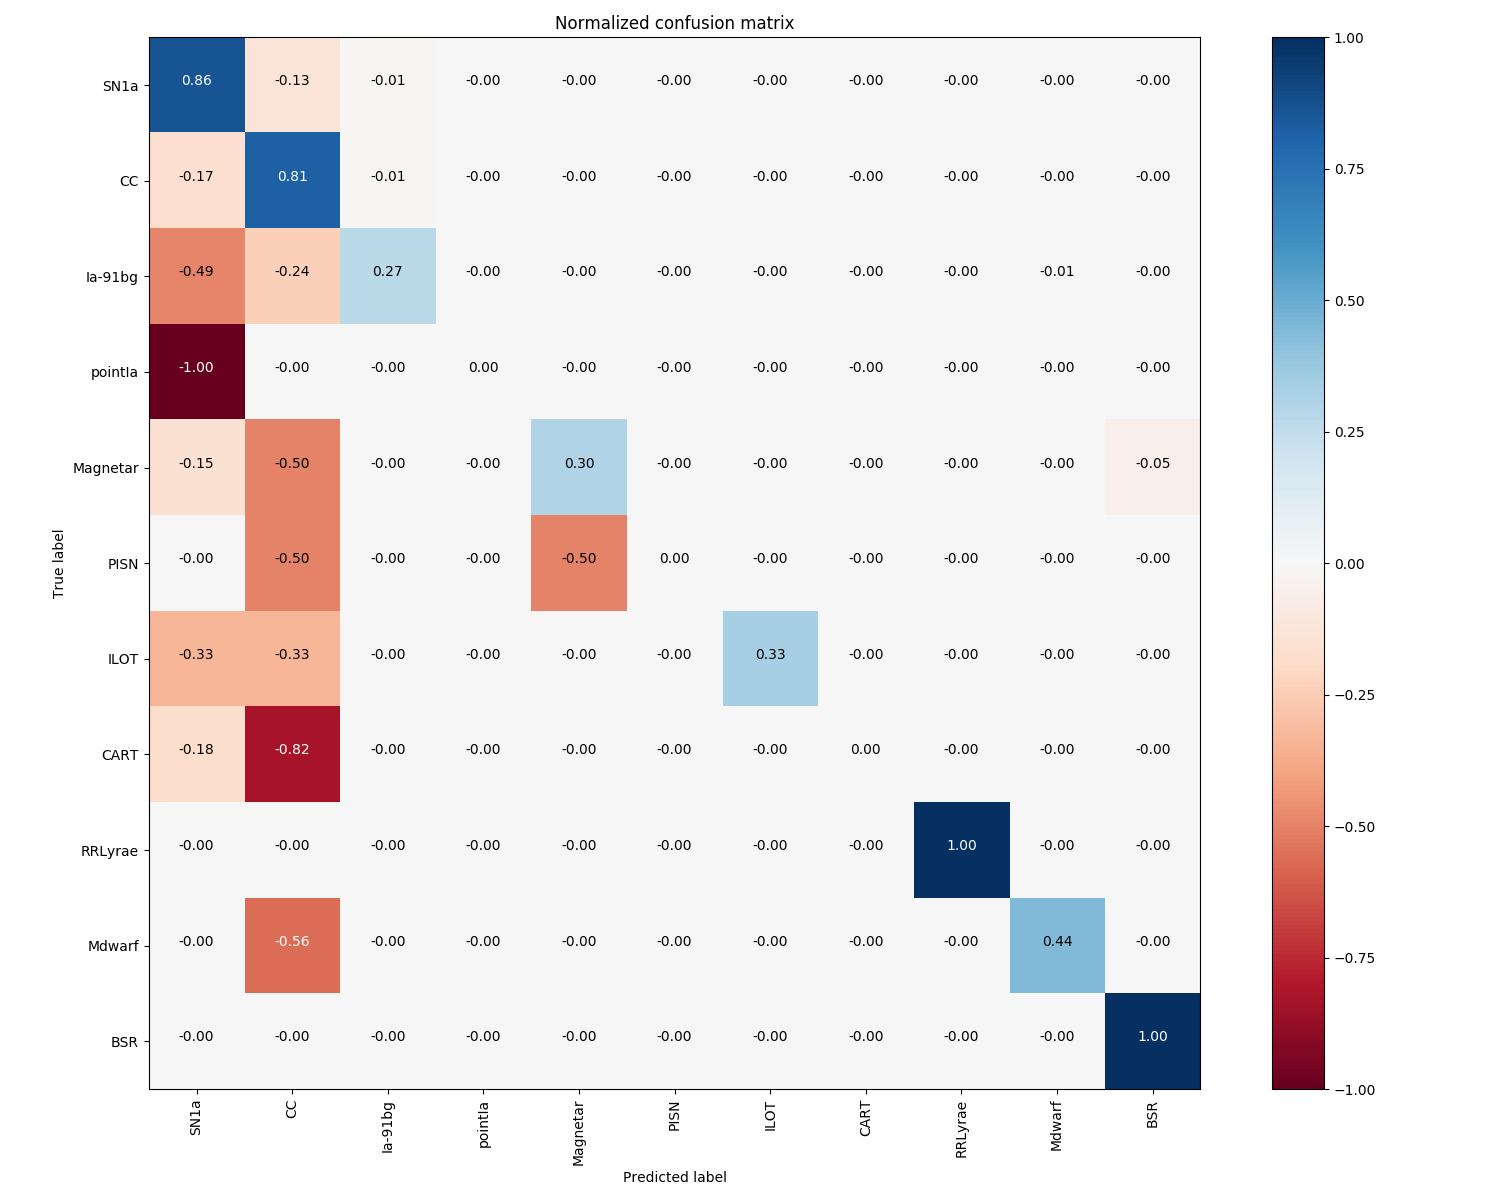 Normalized confusion matrix
SN1a 0.86 -0.13 -0.01 -0.00 -0.00 -0.00 -0.00 -0.00 -0.00 -0.00 -0.00
CC -0.17 0.81 -0.01 -0.00 -0.00 -0.00 -0.00 -0.00 -0.00 -0.00 -0.00
Ia-91bg -0.49 -0.24 0.27 -0.00 -0.00 -0.00 -0.00 -0.00 -0.00 -0.01 -0.00
pointIa -1.00 -0.00 -0.00 0.00 -0.00 -0.00 -0.00 -0.00 -0.00 -0.00 -0.00
Magnetar -0.15 -0.50 -0.00 -0.00 0.30 -0.00 -0.00 -0.00 -0.00 -0.00 -0.05
PISN -0.00 -0.50 -0.00 -0.00 -0.50 0.00 -0.00 -0.00 -0.00 -0.00 -0.00
ILOT -0.33 -0.33 -0.00 -0.00 -0.00 -0.00 0.33 -0.00 -0.00 -0.00 -0.00
CART -0.18 -0.82 -0.00 -0.00 -0.00 -0.00 -0.00 0.00 -0.00 -0.00 -0.00
RRLyrae -0.00 -0.00 -0.00 -0.00 -0.00 -0.00 -0.00 -0.00 1.00 -0.00 -0.00
Mdwarf -0.00 -0.56 -0.00 -0.00 -0.00 -0.00 -0.00 -0.00 -0.00 0.44 -0.00
BSR -0.00 -0.00 -0.00 -0.00 -0.00 -0.00 -0.00 -0.00 -0.00 -0.00 1.00
True label
SN1a CC Ia-91bg pointIa Magnetar PISN ILOT CART RRLyrae Mdwarf BSR
Predicted label
1.00
0.75
0.50
0.25
0.00
−0.25
−0.50
−0.75
−1.00